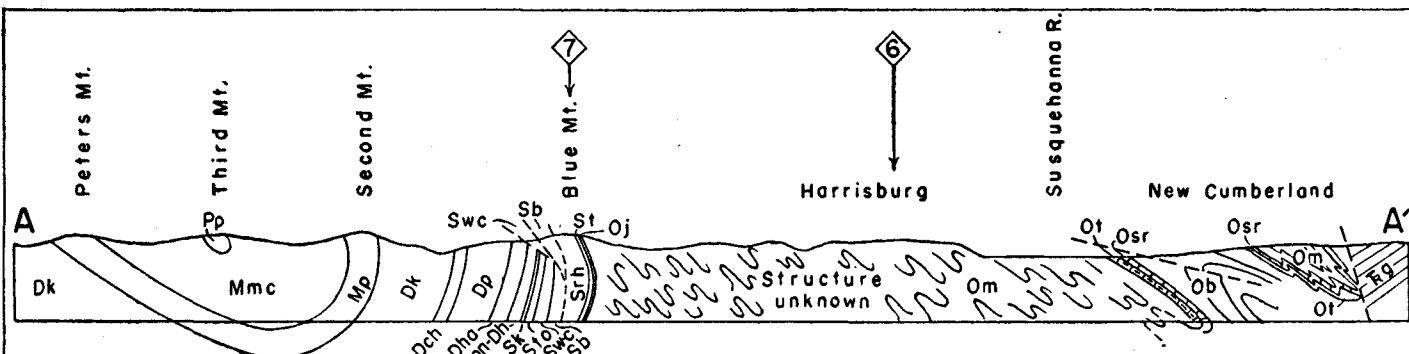 Peters Mt.
Third Mt.
Second Mt.
7
Blue Mt.
6
Harrisburg
Susquehanna R.
New Cumberland
A
A'
Pp
Swc
Sb
St
Oj
Ot
Osr
Osr
Dk
Mmc
Mp
Dk
Dp
Srh
Structure
unknown
Om
Ob
Om
Ot
Dch
Dha
Sk
Sto
Swc
Sb